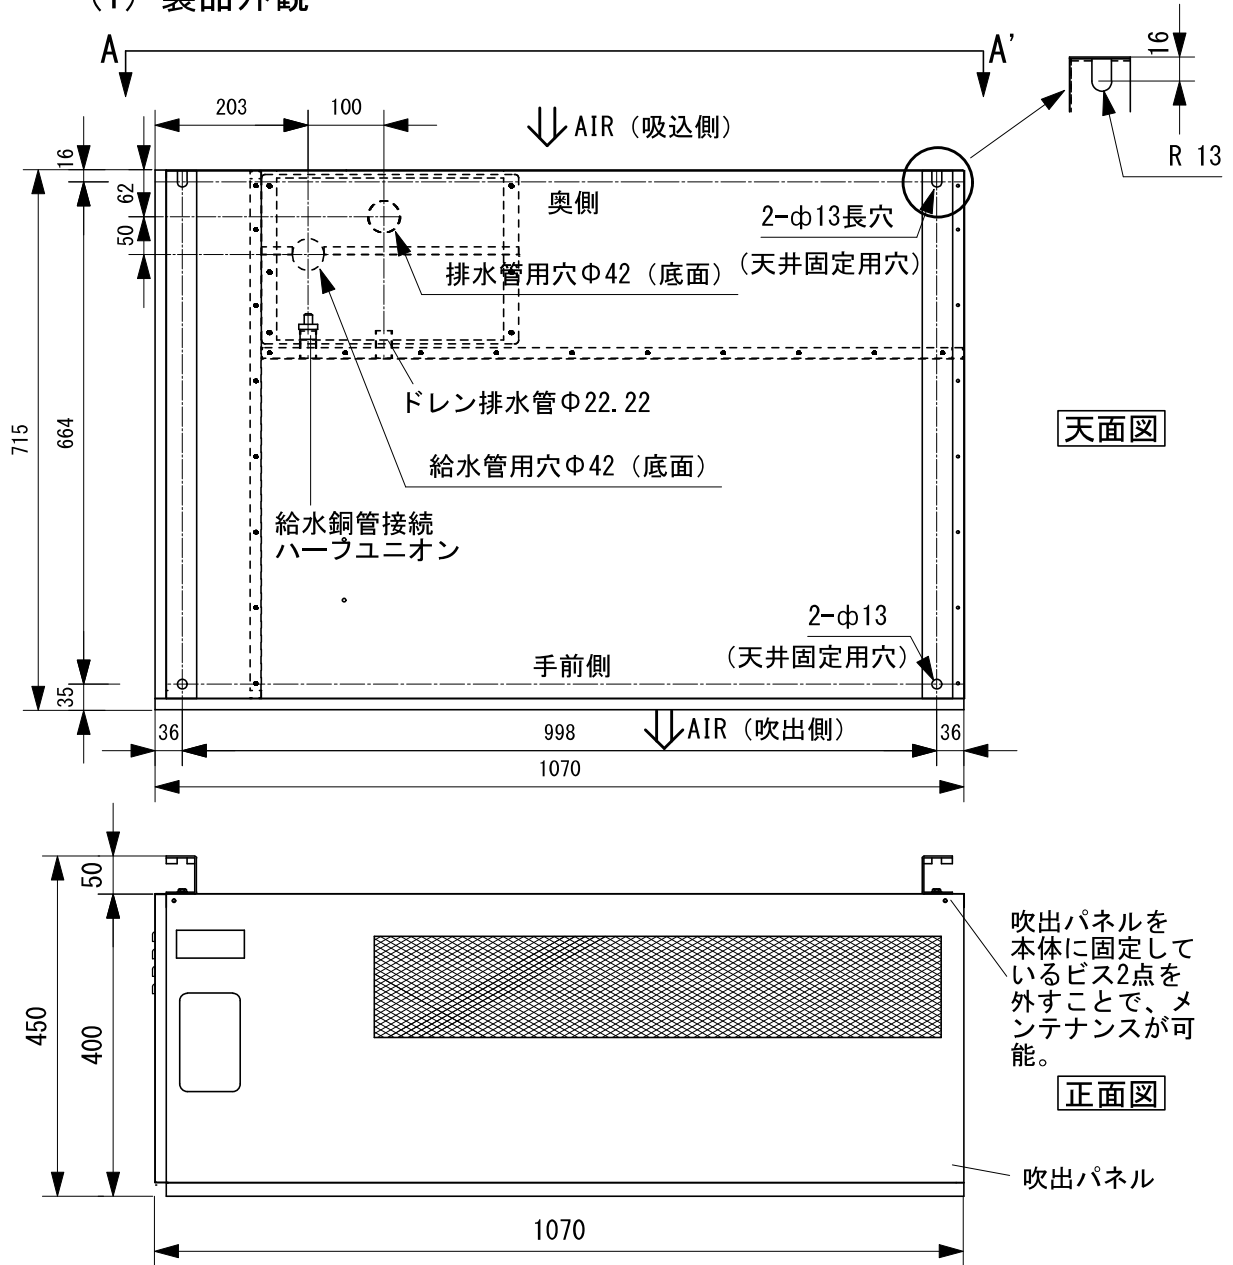 (1) 製品外観
A
A'
16
R 13
203
100
AIR (吸込側)
16
62
50
奥側
2-φ13長穴
(天井固定用穴)
排水管用穴Φ42 (底面)
ドレン排水管Φ22.22
給水管用穴Φ42 (底面)
給水銅管接続
ハーフユニオン
715
664
35
天面図
2-φ13
(天井固定用穴)
手前側
36
998
AIR (吹出側)
36
1070
50
450
400
吹出パネルを
本体に固定して
いるビス2点を
外すことで、メ
ンテナンスが可
能。
正面図
吹出パネル
1070